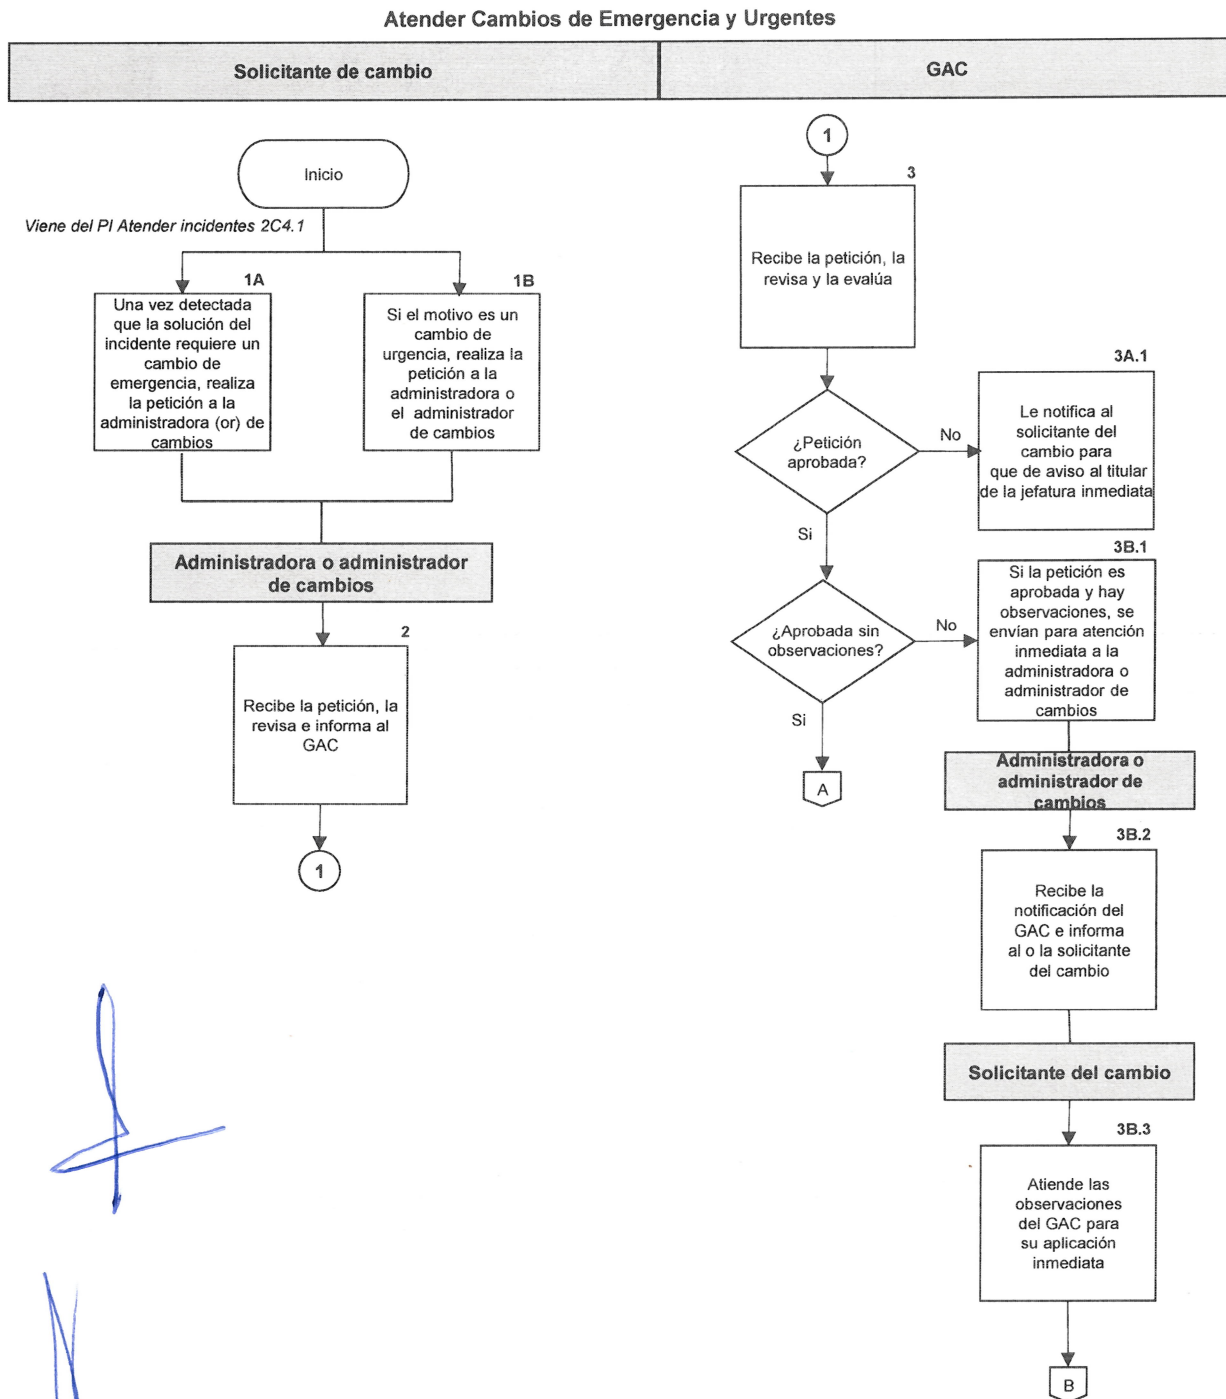 Atender Cambios de Emergencia y Urgentes
Solicitante de cambio
GAC
Inicio
Viene del PI Atender incidentes 2C4.1
1A
Una vez detectada
que la solución del
incidente requiere un
cambio de
emergencia, realiza
la petición a la
administradora (or) de
cambios
1B
Si el motivo es un
cambio de
urgencia, realiza la
petición a la
administradora o
el administrador
de cambios
Administradora o administrador
de cambios
2
Recibe la petición, la
revisa e informa al
GAC
1
1
3
Recibe la petición, la
revisa y la evalúa
¿Petición
aprobada?
No
3A.1
Le notifica al
solicitante del
cambio para
que de aviso al titular
de la jefatura inmediata
Si
¿Aprobada sin
observaciones?
No
3B.1
Si la petición es
aprobada y hay
observaciones, se
envían para atención
inmediata a la
administradora o
administrador de
cambios
Si
A
Administradora o
administrador de
cambios
3B.2
Recibe la
notificación del
GAC e informa
al o la solicitante
del cambio
Solicitante del cambio
3B.3
Atiende las
observaciones
del GAC para
su aplicación
inmediata
B